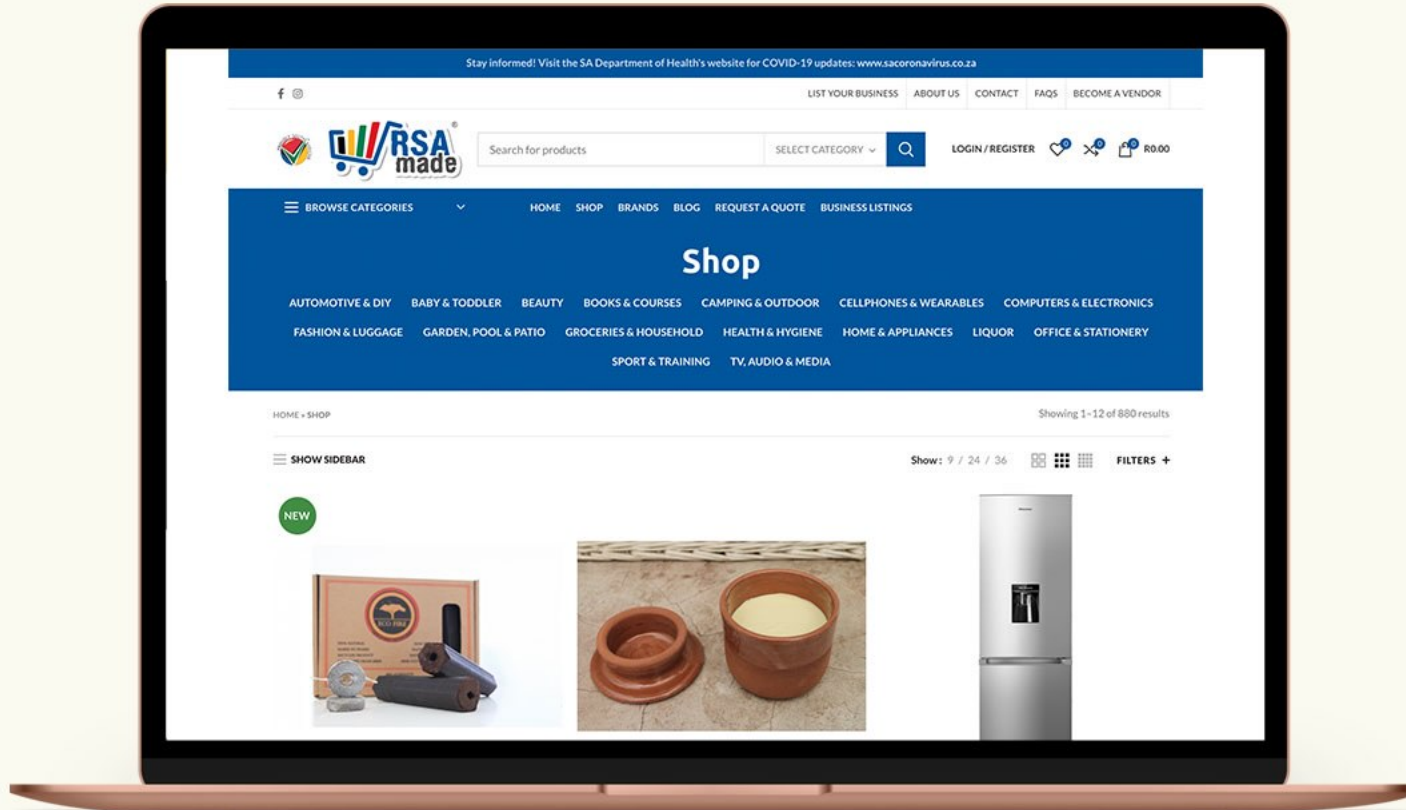 Stay informed! Visit the SA Department of Health's website for COVID-19 updates: www.sacoronavirus.co.za
LIST YOUR BUSINESS ABOUT US CONTACT FAQS BECOME A VENDOR
RSA made ®
Search for products SELECT CATEGORY LOGIN / REGISTER 0 0 0 R0.00
BROWSE CATEGORIES HOME SHOP BRANDS BLOG REQUEST A QUOTE BUSINESS LISTINGS
Shop
AUTOMOTIVE & DIY BABY & TODDLER BEAUTY BOOKS & COURSES CAMPING & OUTDOOR CELLPHONES & WEARABLES COMPUTERS & ELECTRONICS
FASHION & LUGGAGE GARDEN, POOL & PATIO GROCERIES & HOUSEHOLD HEALTH & HYGIENE HOME & APPLIANCES LIQUOR OFFICE & STATIONERY
SPORT & TRAINING TV, AUDIO & MEDIA
HOME » SHOP Showing 1–12 of 880 results
SHOW SIDEBAR Show : 9 / 24 / 36 FILTERS +
NEW
ECO FIRE